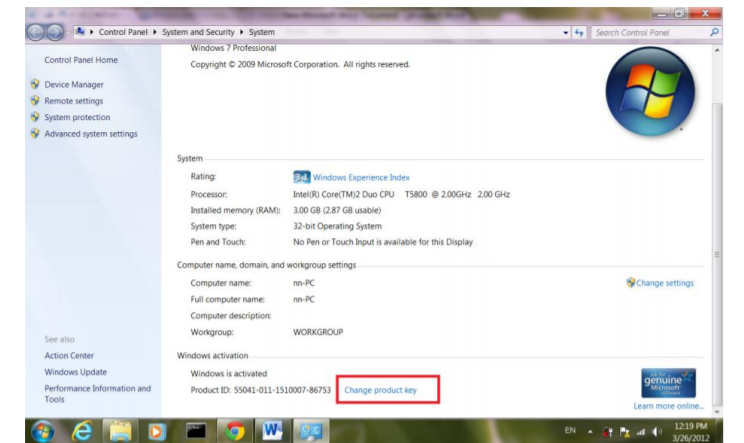 Control Panel ▸ System and Security ▸ System
Search Control Panel
Control Panel Home
Device Manager
Remote settings
System protection
Advanced system settings
See also
Action Center
Windows Update
Performance Information and
Tools
Windows 7 Professional
Copyright © 2009 Microsoft Corporation. All rights reserved.
System
Rating: Windows Experience Index
Processor: Intel(R) Core(TM)2 Duo CPU T5800 @ 2.00GHz 2.00 GHz
Installed memory (RAM): 3.00 GB (2.87 GB usable)
System type: 32-bit Operating System
Pen and Touch: No Pen or Touch Input is available for this Display
Computer name, domain, and workgroup settings
Computer name: nn-PC Change settings
Full computer name: nn-PC
Computer description:
Workgroup: WORKGROUP
Windows activation
Windows is activated
Product ID: 55041-011-1510007-86753 Change product key
ask for
genuine
Microsoft
software
Learn more online...
EN
12:19 PM
3/26/2012